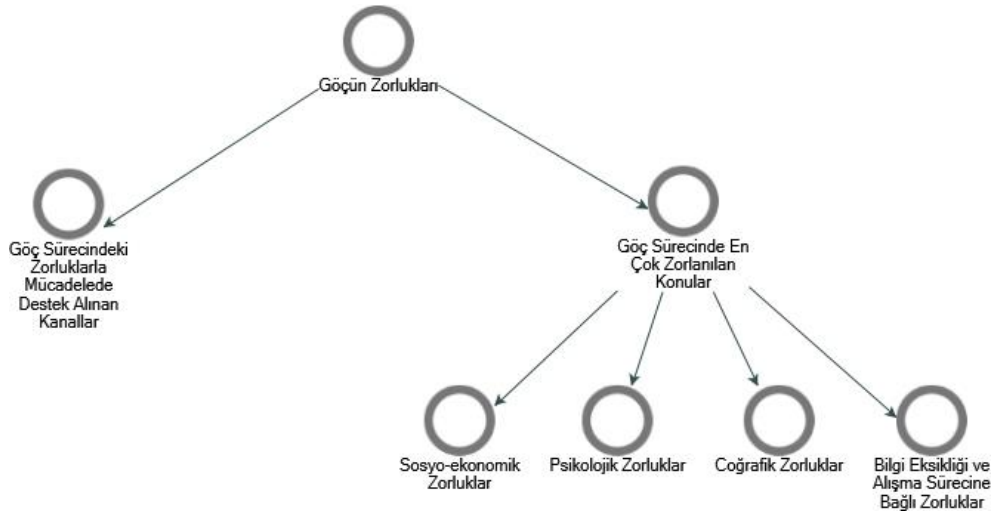 Göçün Zorlukları
Göç Sürecindeki
Zorluklarla
Mücadelede
Destek Alınan
Kanallar
Göç Sürecinde En
Çok Zorlanılan
Konular
Sosyo-ekonomik
Zorluklar
Psikolojik Zorluklar
Coğrafik Zorluklar
Bilgi Eksikliği ve
Alışma Sürecine
Bağlı Zorluklar